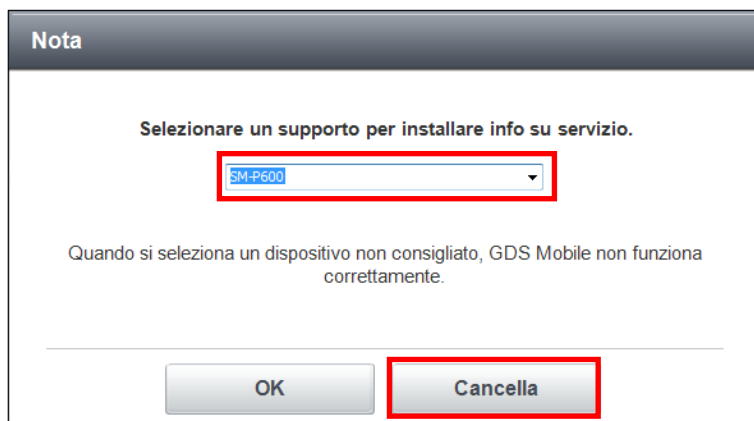 Nota
Selezionare un supporto per installare info su servizio.
SM-P600
Quando si seleziona un dispositivo non consigliato, GDS Mobile non funziona
correttamente.
OK
Cancella